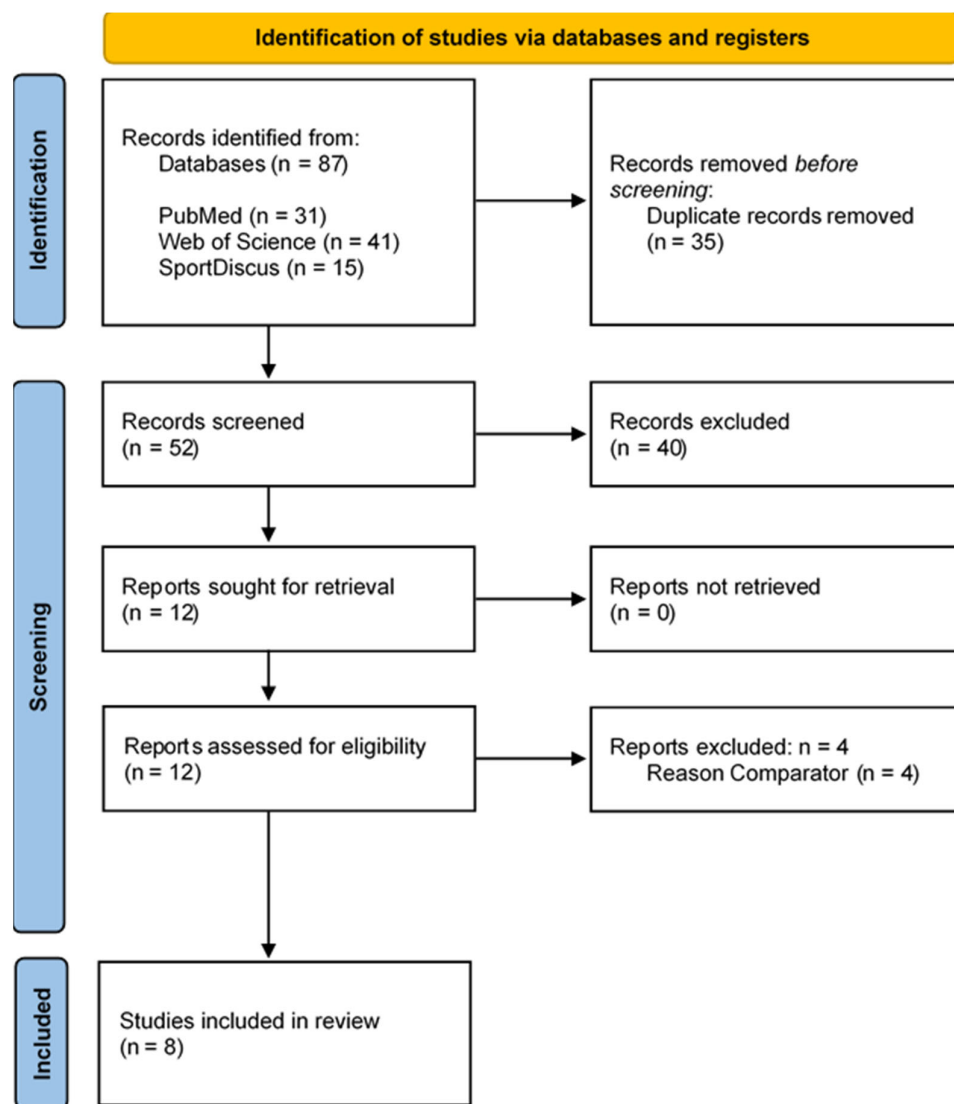 Identification of studies via databases and registers
Identification
Records identified from:
Databases (n = 87)
PubMed (n = 31)
Web of Science (n = 41)
SportDiscus (n = 15)
Records removed before
screening:
Duplicate records removed
(n = 35)
Screening
Records screened
(n = 52)
Records excluded
(n = 40)
Reports sought for retrieval
(n = 12)
Reports not retrieved
(n = 0)
Reports assessed for eligibility
(n = 12)
Reports excluded: n = 4
Reason Comparator (n = 4)
Included
Studies included in review
(n = 8)